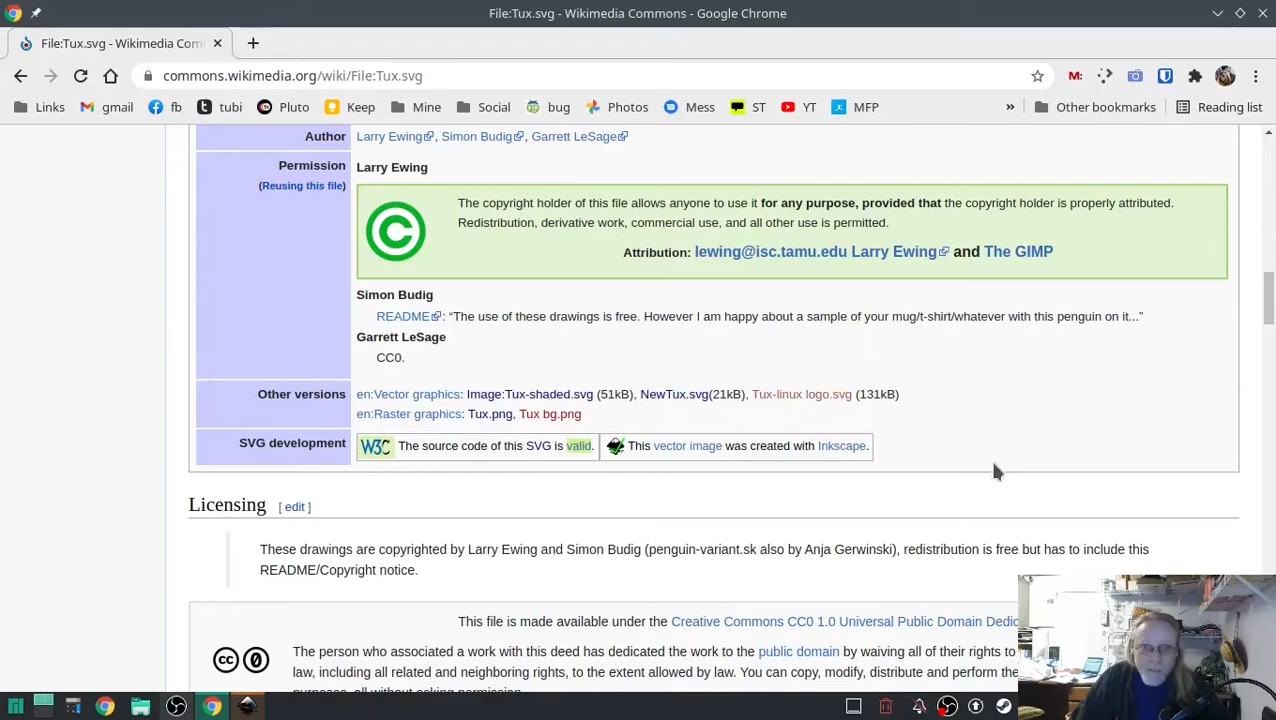 File:Tux.svg - Wikimedia Commons - Google Chrome
File:Tux.svg - Wikimedia Com
commons.wikimedia.org/wiki/File:Tux.svg
Links gmail fb tubi Pluto Keep Mine Social bug Photos Mess ST YT MFP » Other bookmarks Reading list
Author Larry Ewing, Simon Budig, Garrett LeSage
Permission Larry Ewing
(Reusing this file)
The copyright holder of this file allows anyone to use it for any purpose, provided that the copyright holder is properly attributed.
Redistribution, derivative work, commercial use, and all other use is permitted.
Attribution: lewing@isc.tamu.edu Larry Ewing and The GIMP
Simon Budig
README: “The use of these drawings is free. However I am happy about a sample of your mug/t-shirt/whatever with this penguin on it...”
Garrett LeSage
CC0.
Other versions en:Vector graphics: Image:Tux-shaded.svg (51kB), NewTux.svg(21kB), Tux-linux logo.svg (131kB)
en:Raster graphics: Tux.png, Tux bg.png
SVG development W3C The source code of this SVG is valid. This vector image was created with Inkscape.
Licensing [ edit ]
These drawings are copyrighted by Larry Ewing and Simon Budig (penguin-variant.sk also by Anja Gerwinski), redistribution is free but has to include this
README/Copyright notice.
This file is made available under the Creative Commons CC0 1.0 Universal Public Domain Dedic
The person who associated a work with this deed has dedicated the work to the public domain by waiving all of their rights to
law, including all related and neighboring rights, to the extent allowed by law. You can copy, modify, distribute and perform the
purposes, all without asking permission.